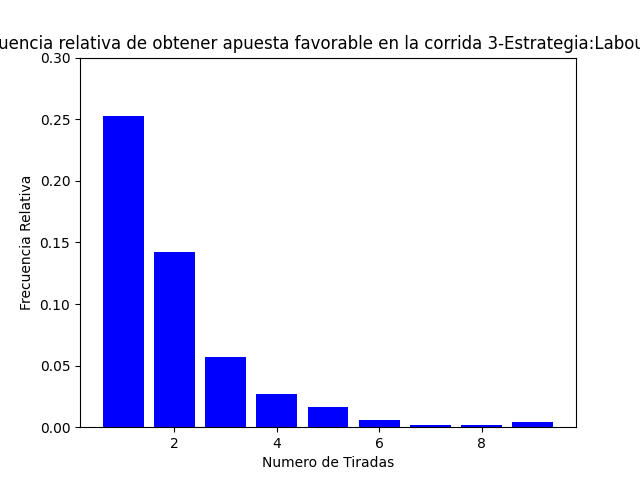 uencia relativa de obtener apuesta favorable en la corrida 3-Estrategia:Labou
0.30
0.25
0.20
0.15
0.10
0.05
0.00
Frecuencia Relativa
2 4 6 8
Numero de Tiradas